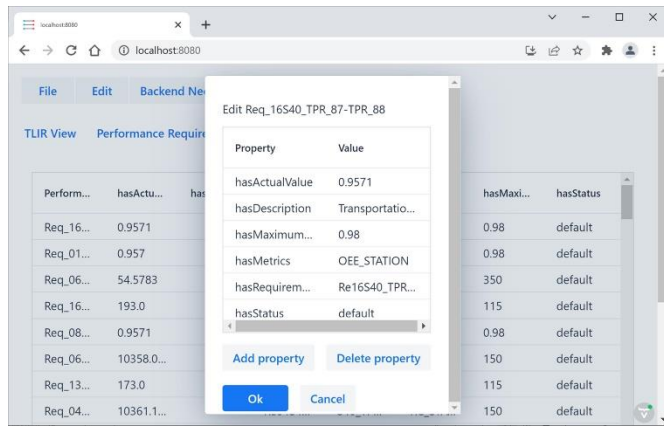 localhost:8080
localhost:8080
File Edit Backend Ne
TLIR View Performance Require
Edit Req_16S40_TPR_87-TPR_88
Property Value
hasActualValue 0.9571
hasDescription Transportatio...
hasMaximum... 0.98
hasMetrics OEE_STATION
hasRequirem... Re16S40_TPR...
hasStatus default
Add property Delete property
Ok Cancel
Perform... hasActu... has hasMaxi... hasStatus
Req_16... 0.9571 0.98 default
Req_01... 0.957 0.98 default
Req_06... 54.5783 350 default
Req_16... 193.0 115 default
Req_08... 0.9571 0.98 default
Req_06... 10358.0... 150 default
Req_13... 173.0 115 default
Req_04... 10361.1... 150 default